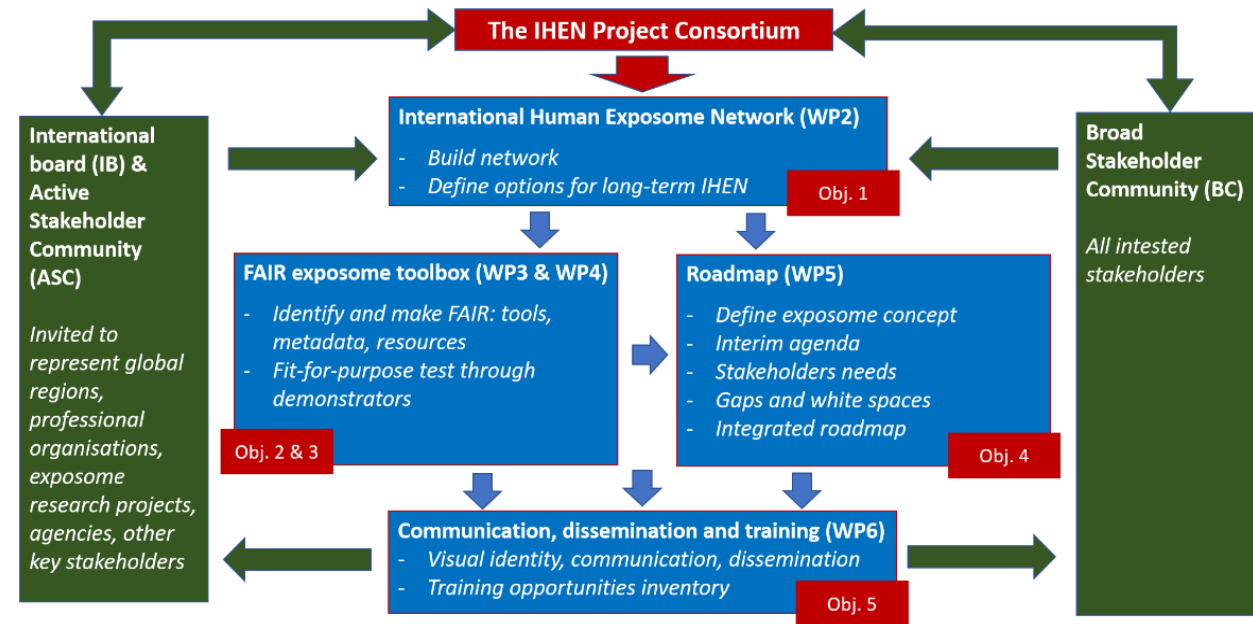 The IHEN Project Consortium
International
board (IB) &
Active
Stakeholder
Community
(ASC)
Invited to
represent global
regions,
professional
organisations,
exposome
research projects,
agencies, other
key stakeholders
International Human Exposome Network (WP2)
- Build network
- Define options for long-term IHEN
Obj. 1
Broad
Stakeholder
Community (BC)
All intested
stakeholders
FAIR exposome toolbox (WP3 & WP4)
- Identify and make FAIR: tools,
metadata, resources
- Fit-for-purpose test through
demonstrators
Obj. 2 & 3
Roadmap (WP5)
- Define exposome concept
- Interim agenda
- Stakeholders needs
- Gaps and white spaces
- Integrated roadmap
Obj. 4
Communication, dissemination and training (WP6)
- Visual identity, communication, dissemination
- Training opportunities inventory
Obj. 5